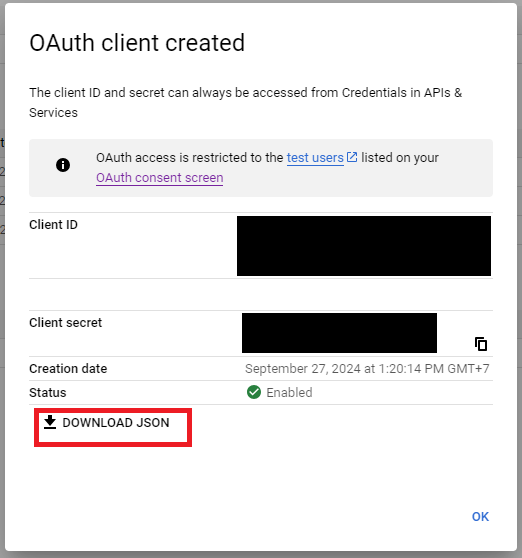 OAuth client created
The client ID and secret can always be accessed from Credentials in APIs &
Services
OAuth access is restricted to the test users listed on your
OAuth consent screen
Client ID
Client secret
Creation date September 27, 2024 at 1:20:14 PM GMT+7
Status Enabled
DOWNLOAD JSON
OK